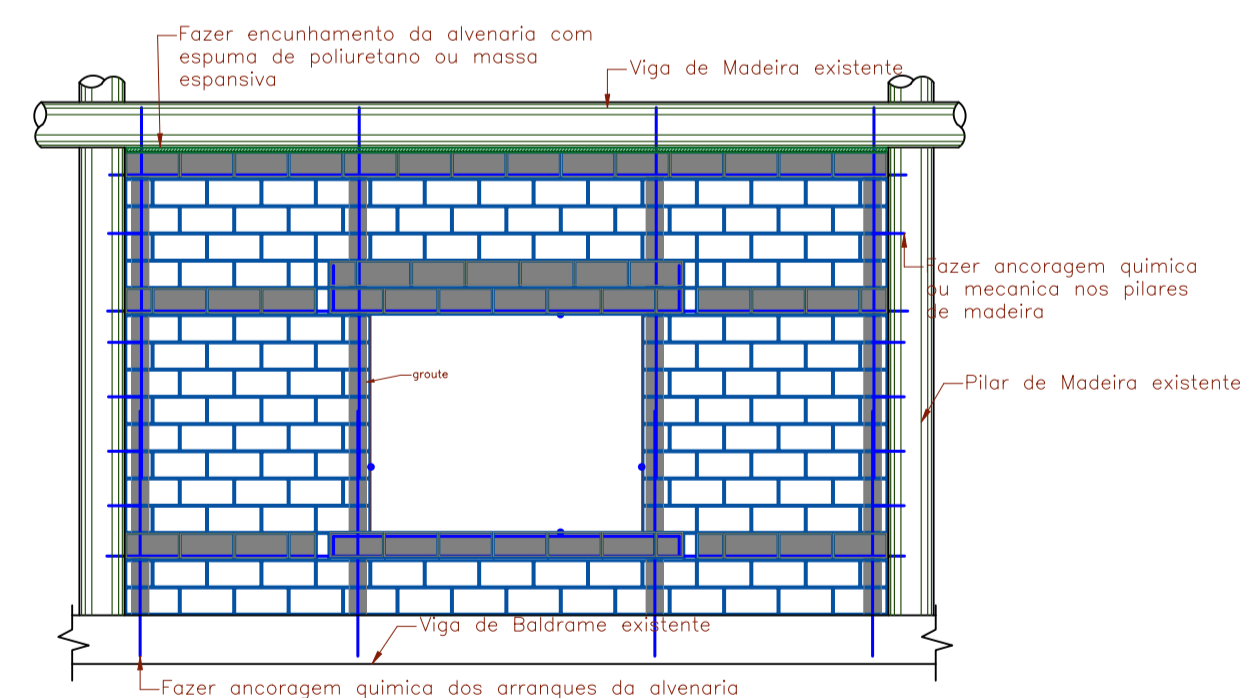 Fazer encunhamento da alvenaria com
espuma de poliuretano ou massa
espansiva
Viga de Madeira existente
Fazer ancoragem quimica
ou mecanica nos pilares
de madeira
groute
Pilar de Madeira existente
Viga de Baldrame existente
Fazer ancoragem quimica dos arranques da alvenaria